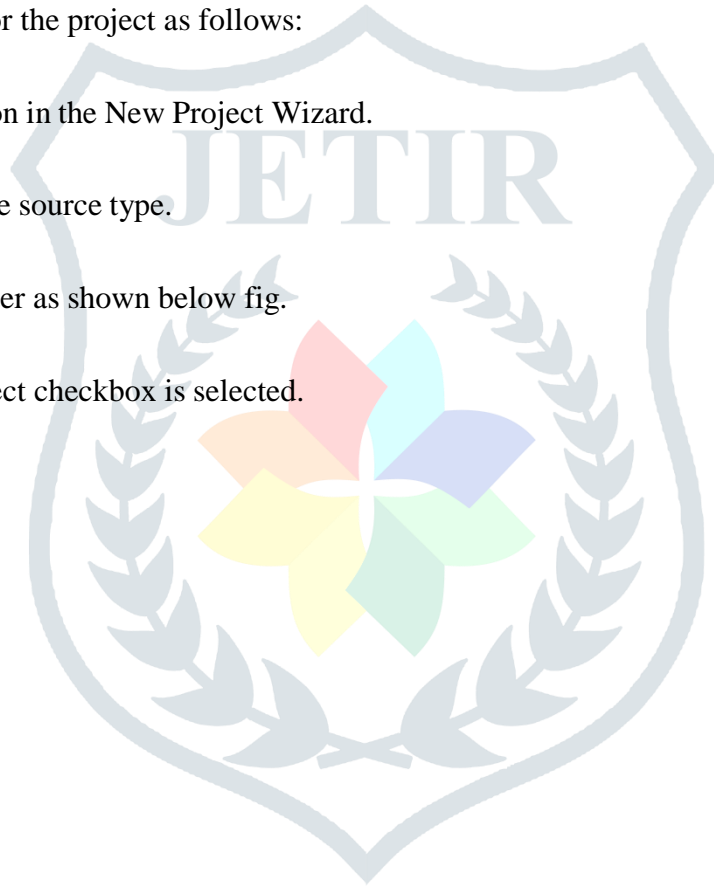 or the project as follows:
on in the New Project Wizard.
JETIR
e source type.
er as shown below fig.
ect checkbox is selected.